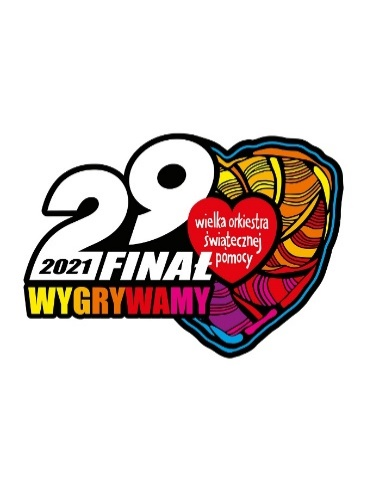 29
2021 FINAŁ
WYGRYWAMY
wielka orkiestra
świątecznej
pomocy